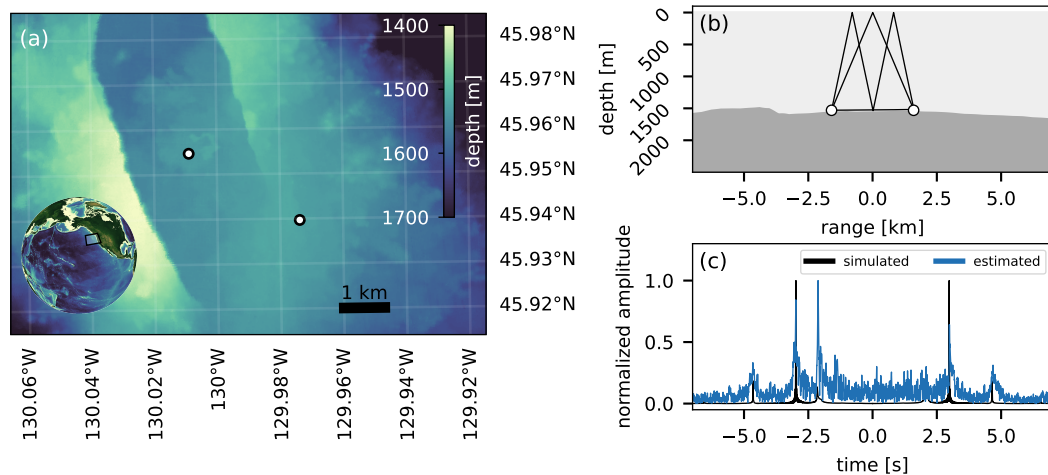 (a)
1400
1500
1600
1700
depth [m]
45.98°N
45.97°N
45.96°N
45.95°N
45.94°N
45.93°N
45.92°N
1 km
130.06°W
130.04°W
130.02°W
130°W
129.98°W
129.96°W
129.94°W
129.92°W
(b)
0
500
1000
1500
2000
depth [m]
−5.0
−2.5
0.0
2.5
5.0
range [km]
(c)
simulated
estimated
1.0
0.5
0.0
normalized amplitude
−5.0
−2.5
0.0
2.5
5.0
time [s]